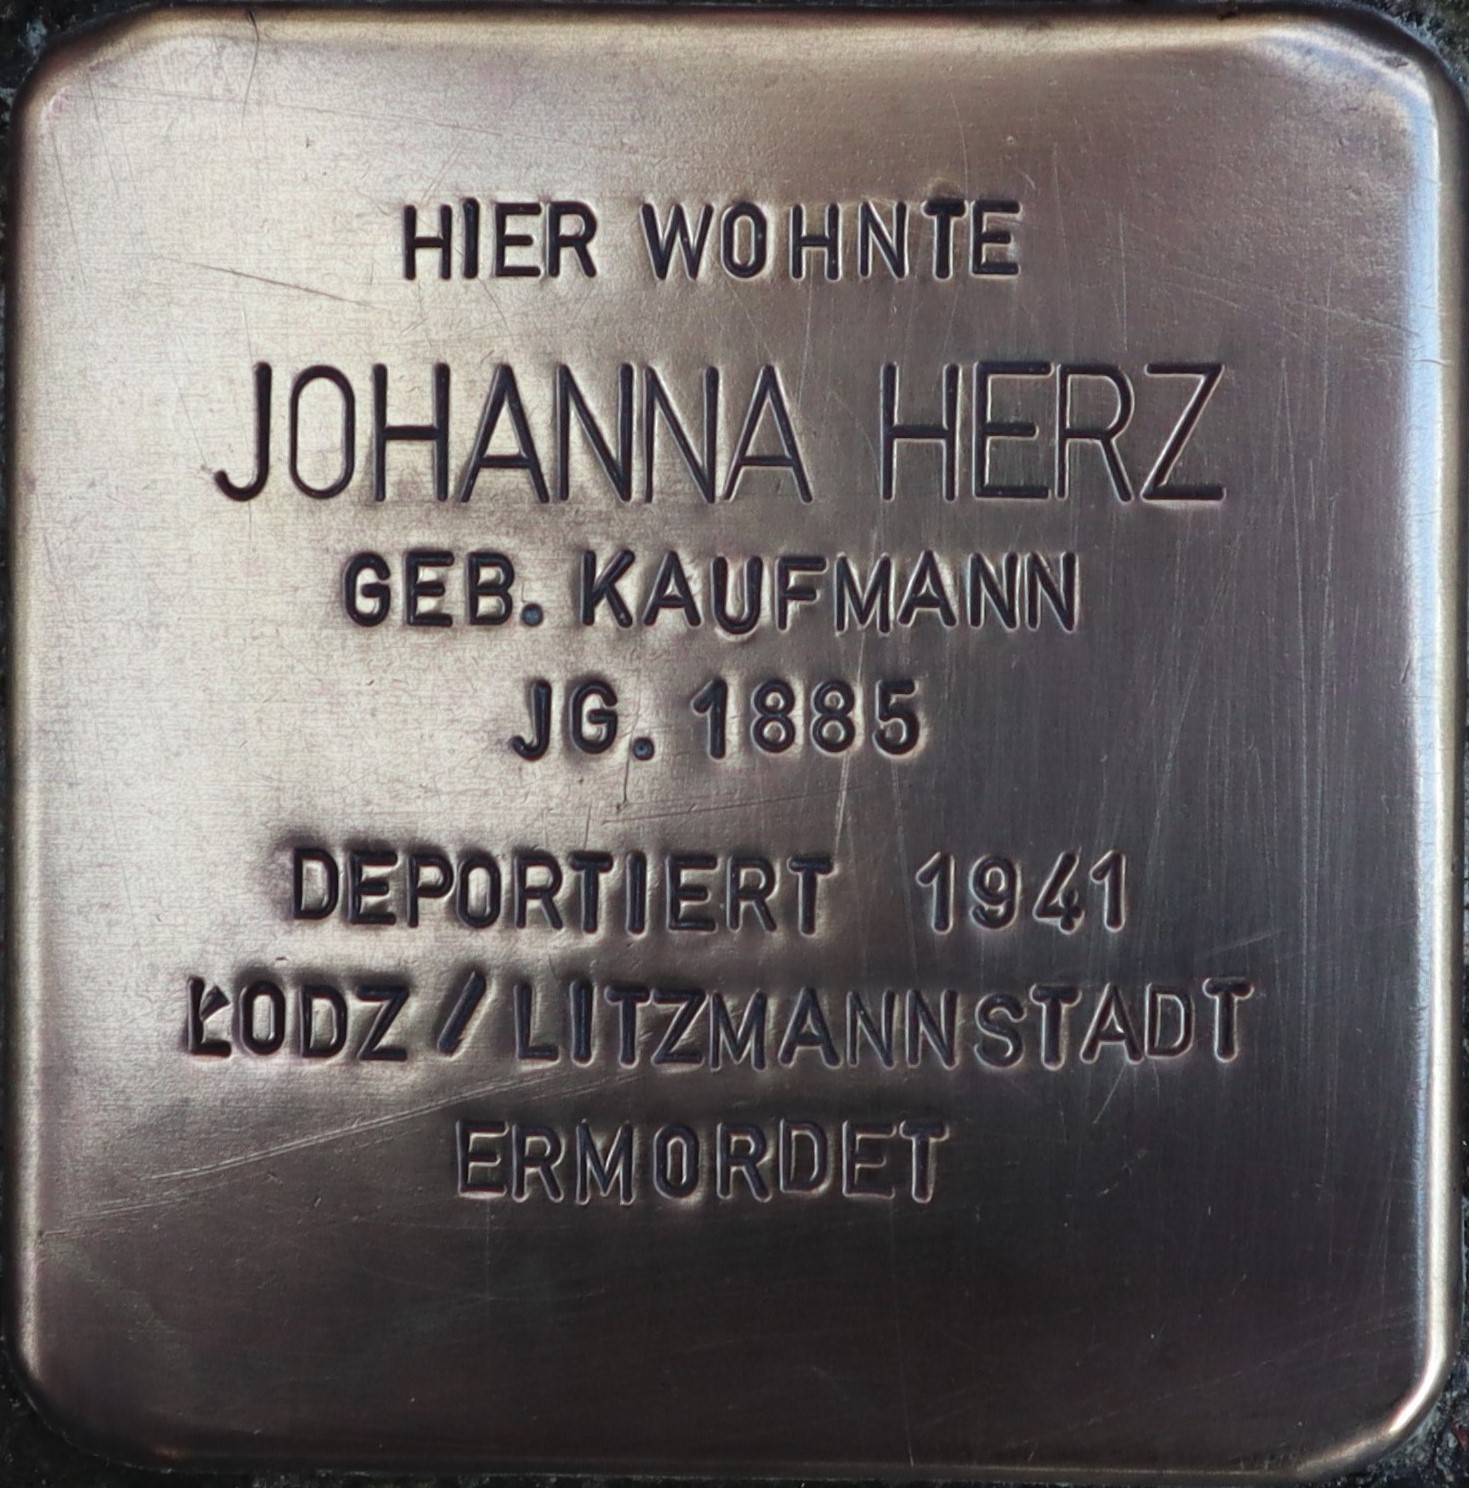 HIER WOHNTE
JOHANNA HERZ
GEB. KAUFMANN
JG. 1885
DEPORTIERT 1941
ŁODZ / LITZMANNSTADT
ERMORDET